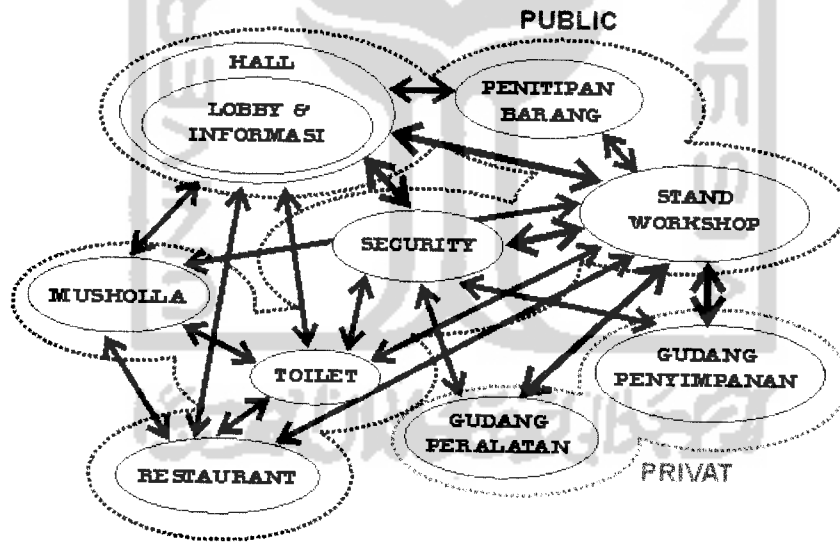 PUBLIC
HALL
LOBBY &
INFORMASI
PENITIPAN
BARANG
STAND
WORKSHOP
SECURITY
MUSHOLLA
TOILET
GUDANG
PENYIMPANAN
GUDANG
PERALATAN
PRIVAT
RESTAURANT